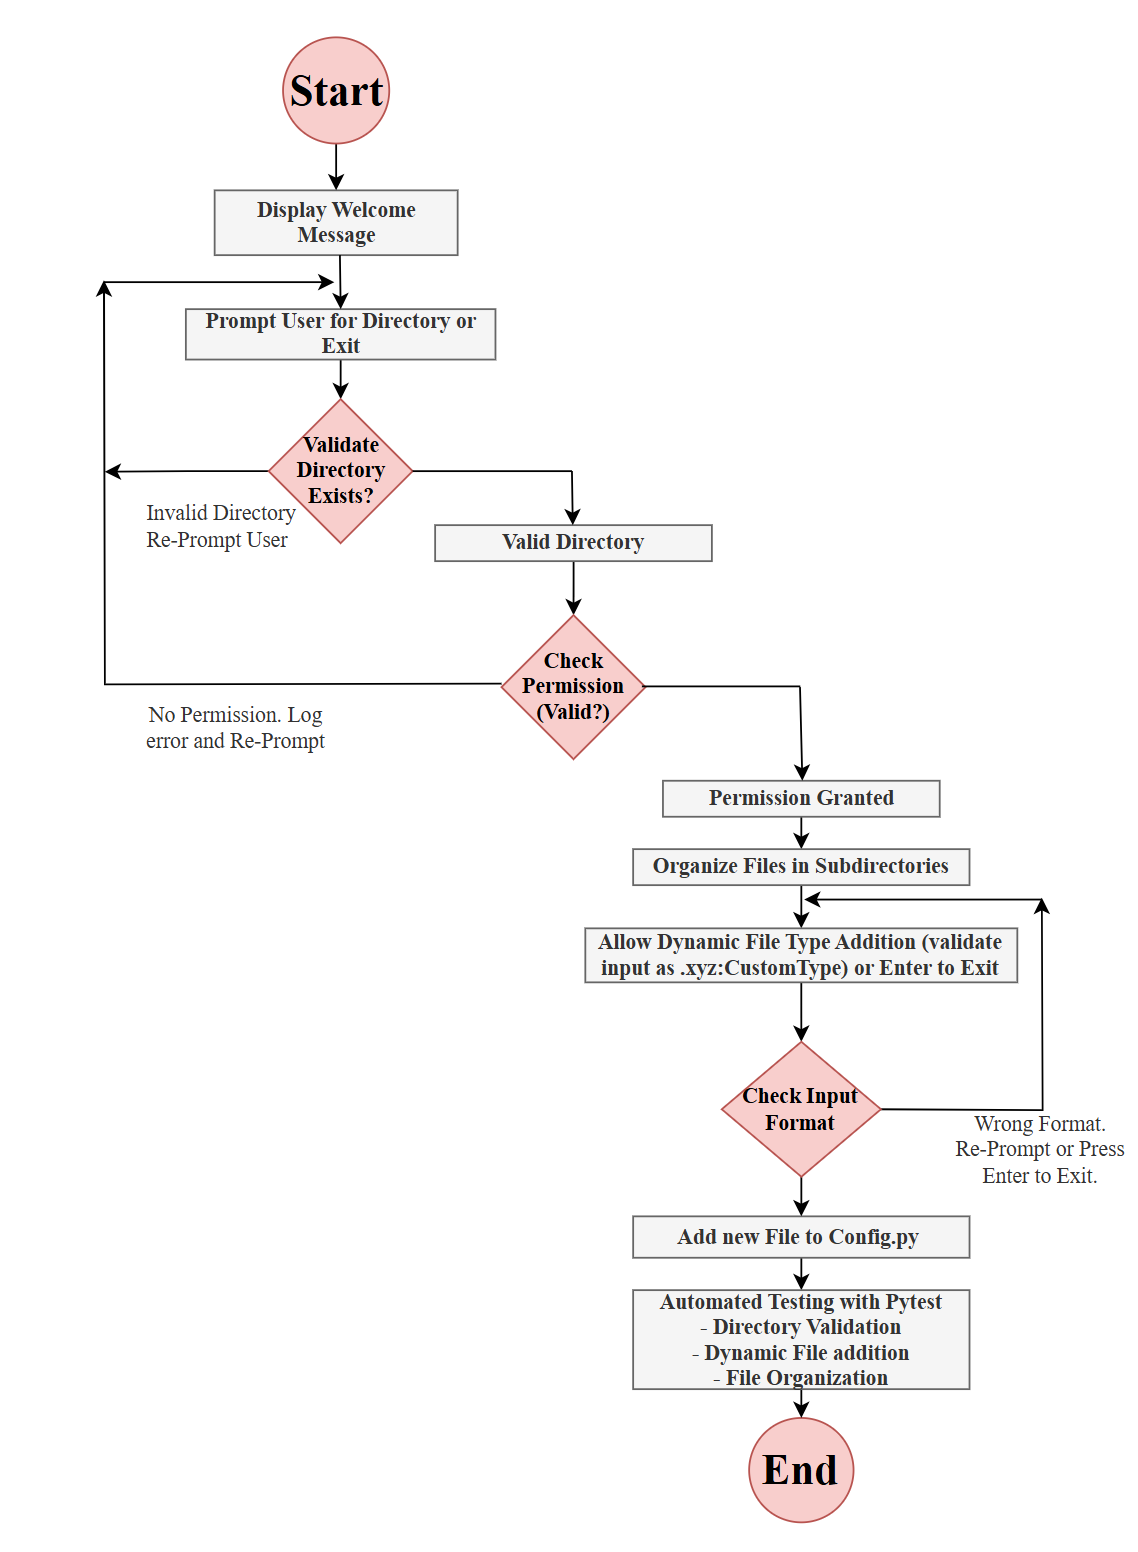 Start
Display Welcome
Message
Prompt User for Directory or
Exit
Validate
Directory
Exists?
Invalid Directory
Re-Prompt User
Valid Directory
Check
Permission
(Valid?)
No Permission. Log
error and Re-Prompt
Permission Granted
Organize Files in Subdirectories
Allow Dynamic File Type Addition (validate
input as .xyz:CustomType) or Enter to Exit
Check Input
Format
Wrong Format.
Re-Prompt or Press
Enter to Exit.
Add new File to Config.py
Automated Testing with Pytest
- Directory Validation
- Dynamic File addition
- File Organization
End